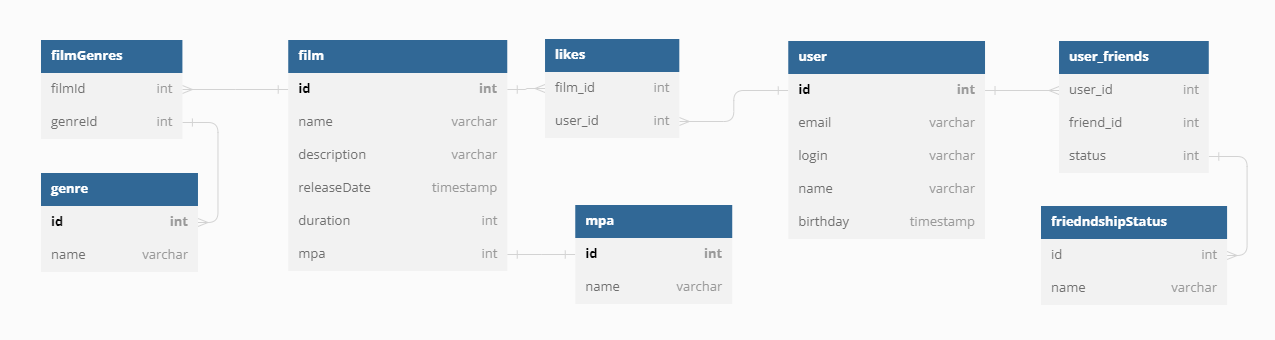 filmGenres
filmId int
genreId int
genre
id int
name varchar
film
id int
name varchar
description varchar
releaseDate timestamp
duration int
mpa int
likes
film_id int
user_id int
mpa
id int
name varchar
user
id int
email varchar
login varchar
name varchar
birthday timestamp
user_friends
user_id int
friend_id int
status int
friedndshipStatus
id int
name varchar